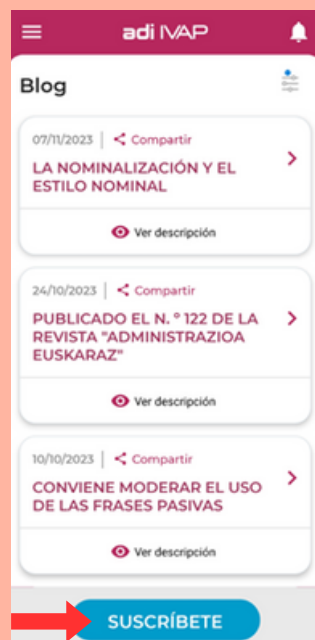 adi IVAP
Blog
07/11/2023 | Compartir
LA NOMINALIZACIÓN Y EL
ESTILO NOMINAL
Ver descripción
24/10/2023 | Compartir
PUBLICADO EL N. º 122 DE LA
REVISTA "ADMINISTRAZIOA
EUSKARAZ"
Ver descripción
10/10/2023 | Compartir
CONVIENE MODERAR EL USO
DE LAS FRASES PASIVAS
Ver descripción
SUSCRÍBETE